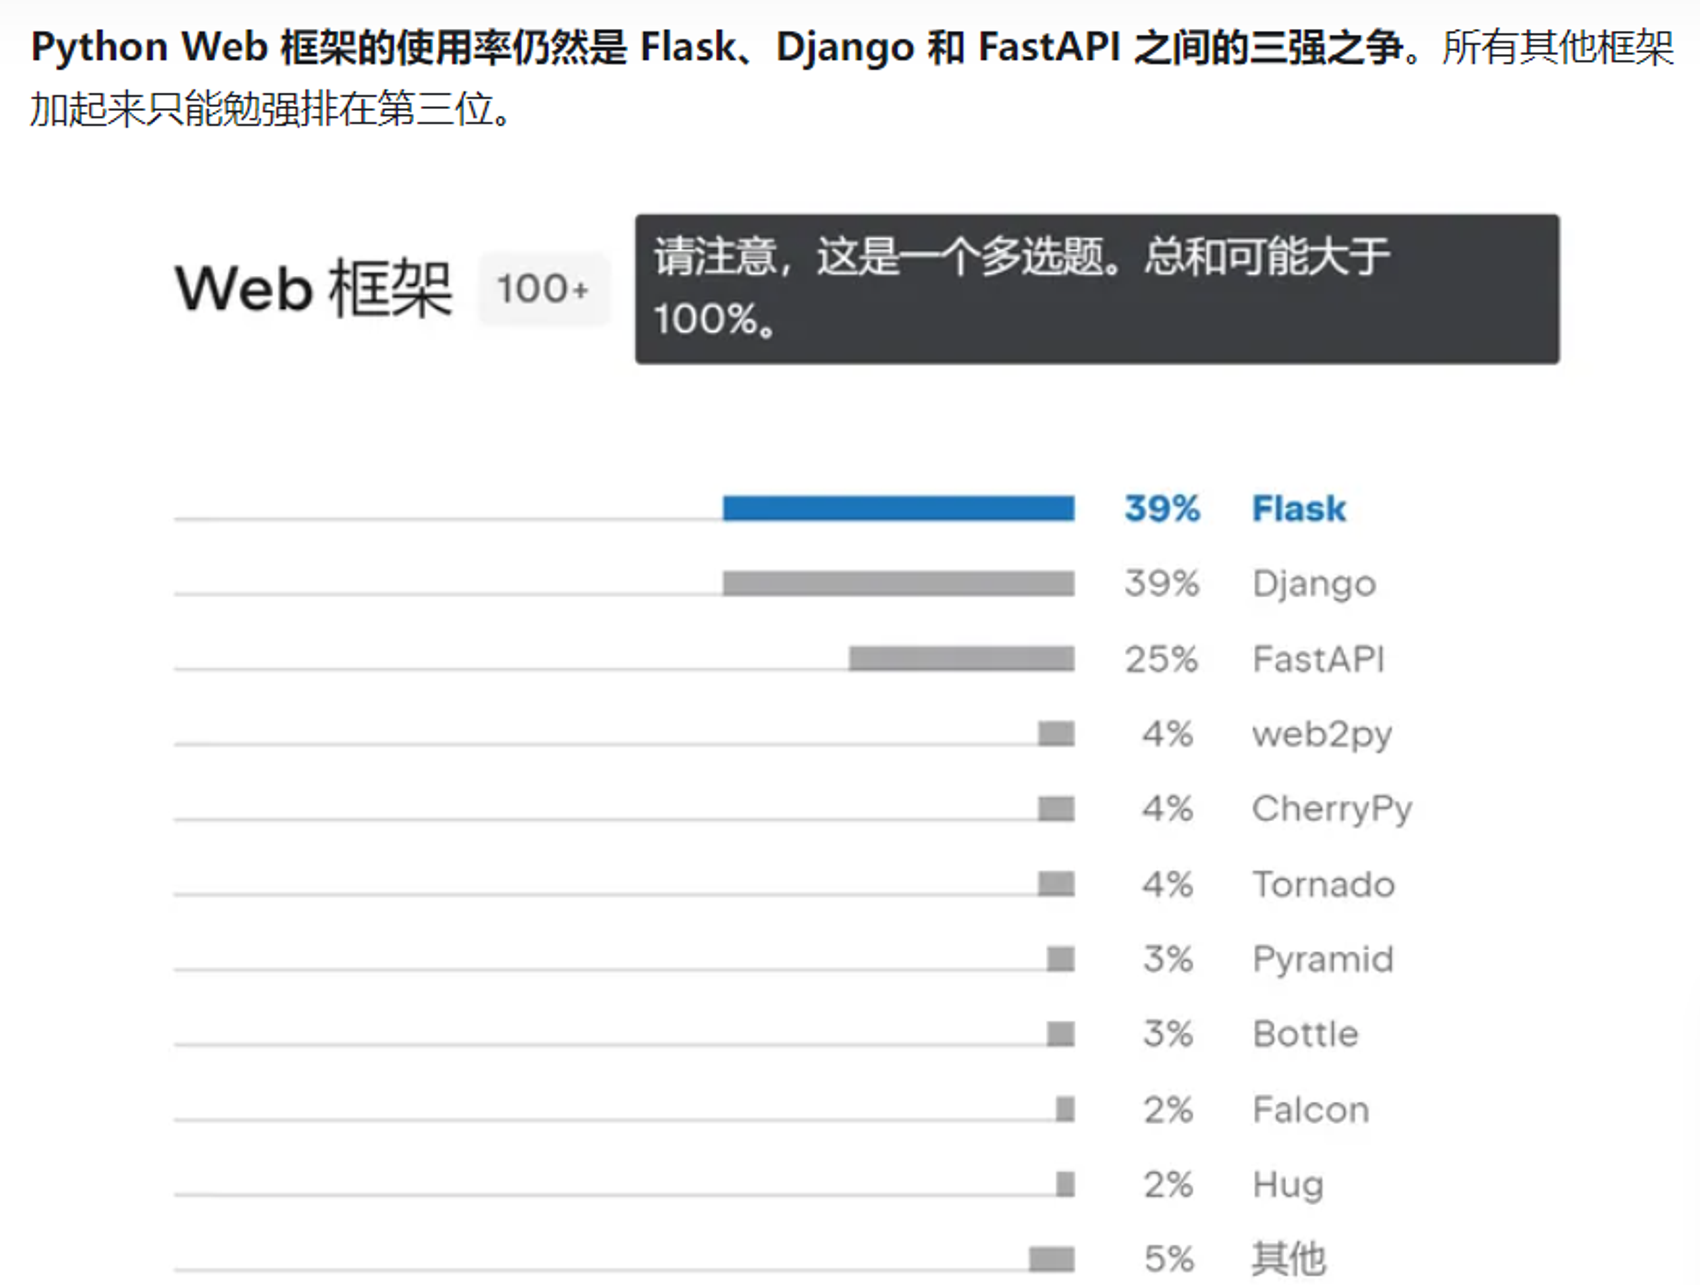 Python Web 框架的使用率仍然是 Flask、Django 和 FastAPI 之间的三强之争。所有其他框架
加起来只能勉强排在第三位。
Web 框架 100+
请注意，这是一个多选题。总和可能大于
100%。
39% Flask
39% Django
25% FastAPI
4% web2py
4% CherryPy
4% Tornado
3% Pyramid
3% Bottle
2% Falcon
2% Hug
5% 其他